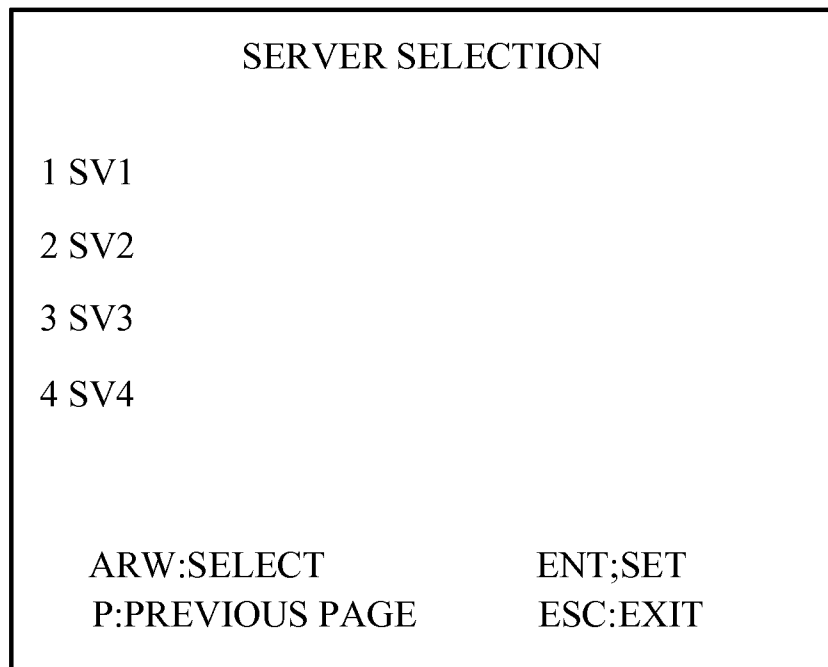 SERVER SELECTION
1 SV1
2 SV2
3 SV3
4 SV4
ARW:SELECT ENT;SET
P:PREVIOUS PAGE ESC:EXIT